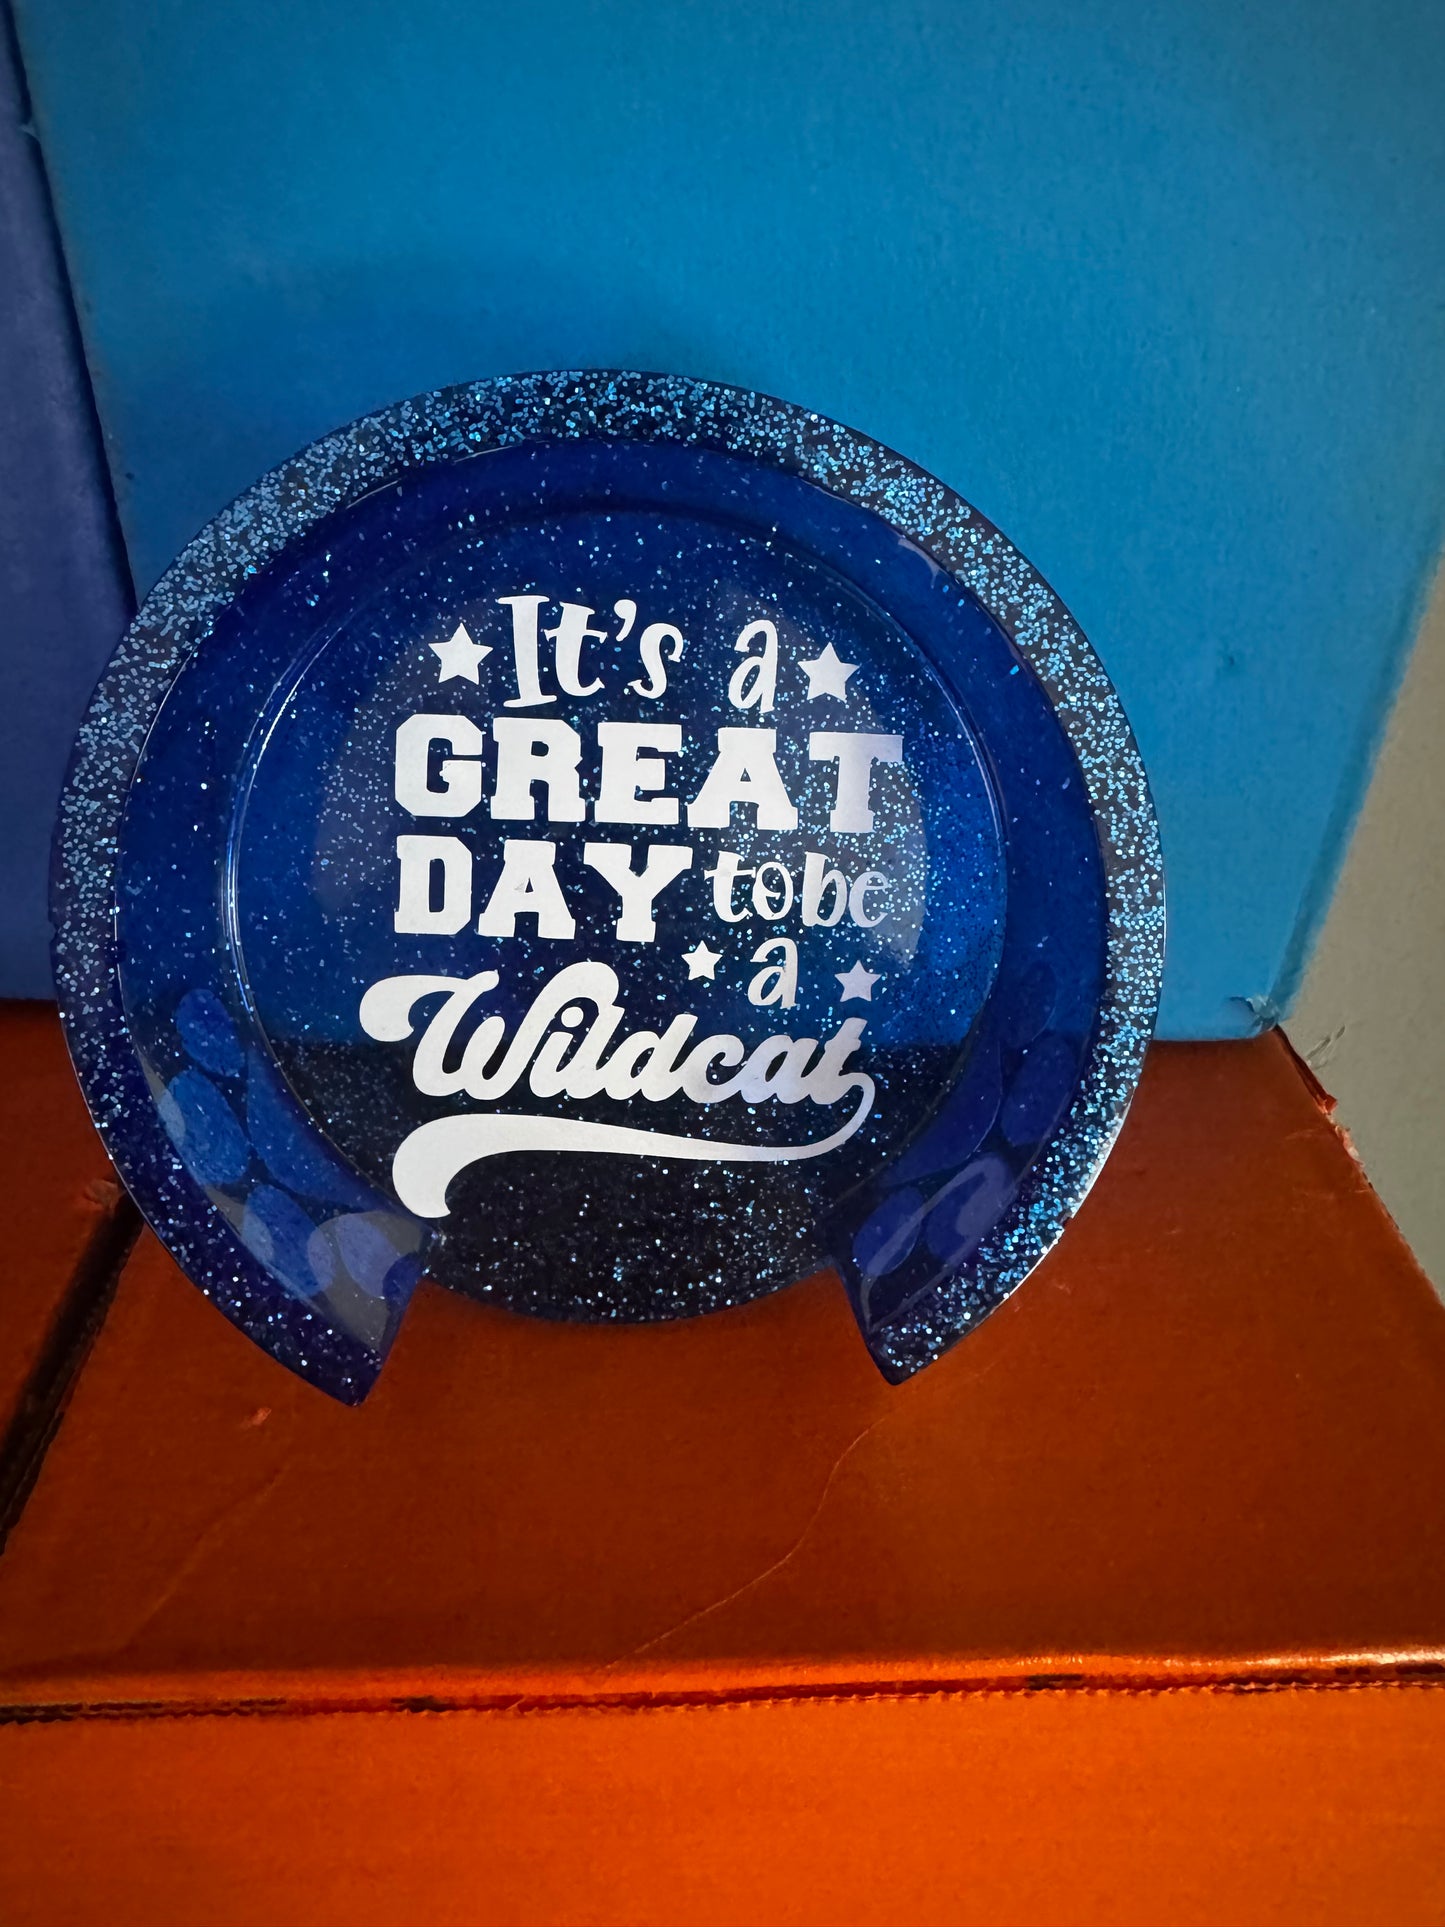 It's a
GREAT
DAY to be
a
Wildcat